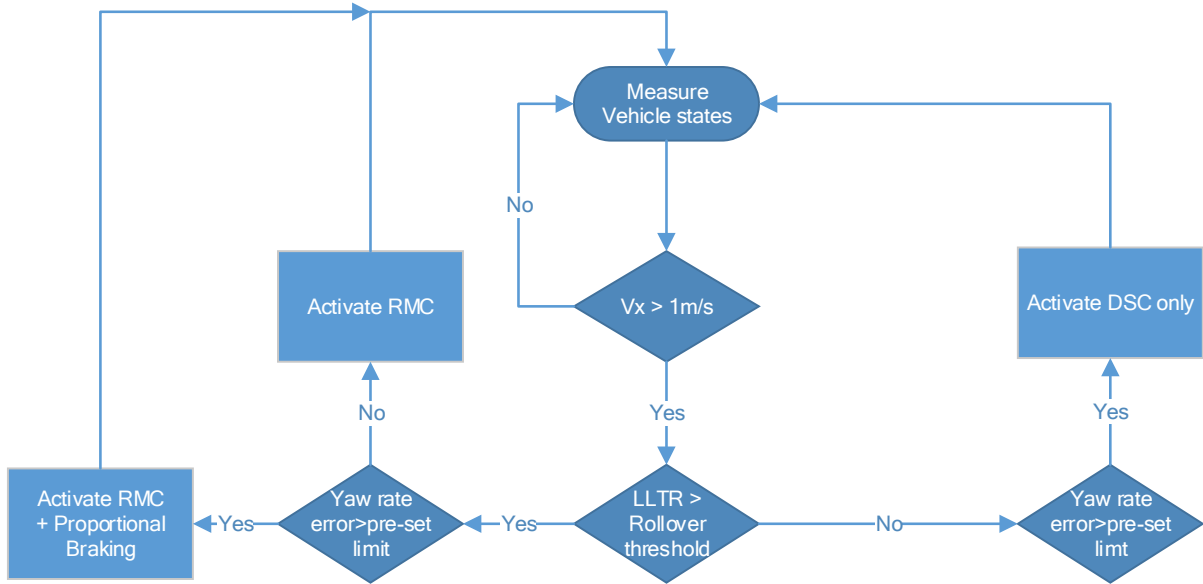 Measure
Vehicle states
No
Activate RMC
Vx > 1m/s
Activate DSC only
No
Yes
Yes
Activate RMC
+ Proportional
Braking
Yes
Yaw rate
error>pre-set
limit
Yes
LLTR >
Rollover
threshold
No
Yaw rate
error>pre-set
limt